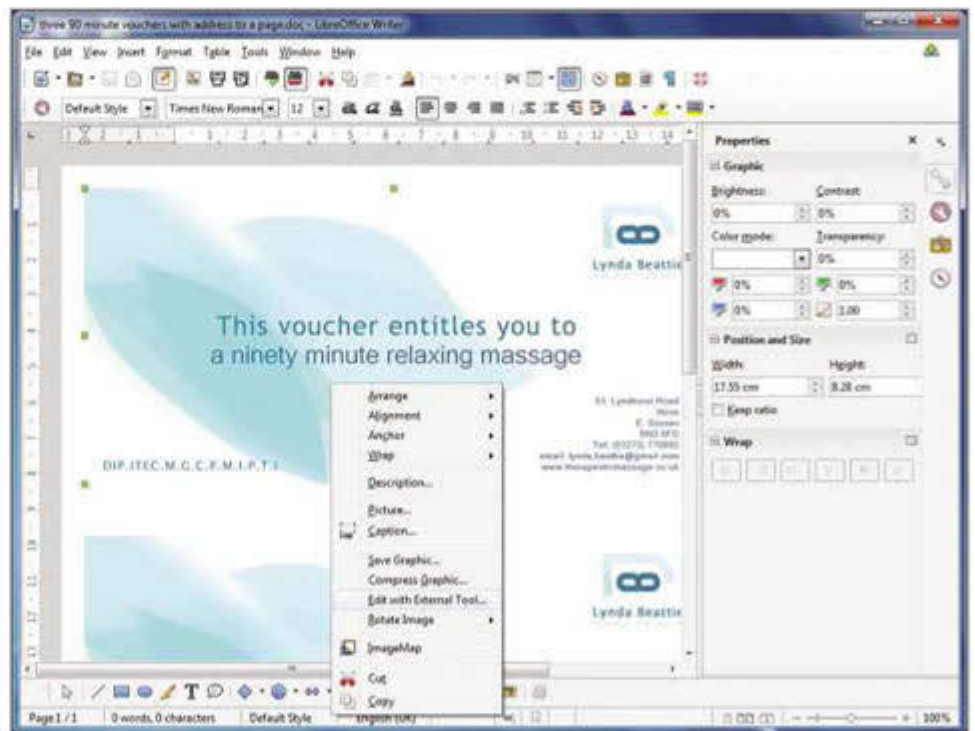 three 90 minute vouchers with address to a page.doc - LibreOffice Writer
File Edit View Insert Format Table Tools Window Help
Default Style Times New Roman 12
Properties
Graphic
Brightness: Contrast:
0% 0%
Color mode: Transparency:
0%
0% 0%
0% 1.00
Position and Size
Width: Height:
17.55 cm 8.28 cm
Keep ratio
Wrap
Lynda Beattie
This voucher entitles you to
a ninety minute relaxing massage
Hove
DIP.ITEC.M.G.C.P.M.I.P.T.I
Arrange
Alignment
Anchor
Wrap
Description...
Picture...
Caption...
Save Graphic...
Compress Graphic...
Edit with External Tool...
Rotate Image
ImageMap
Cut
Copy
Lynda Beattie
Page 1 / 1 0 words, 0 characters Default Style English (UK) 100%